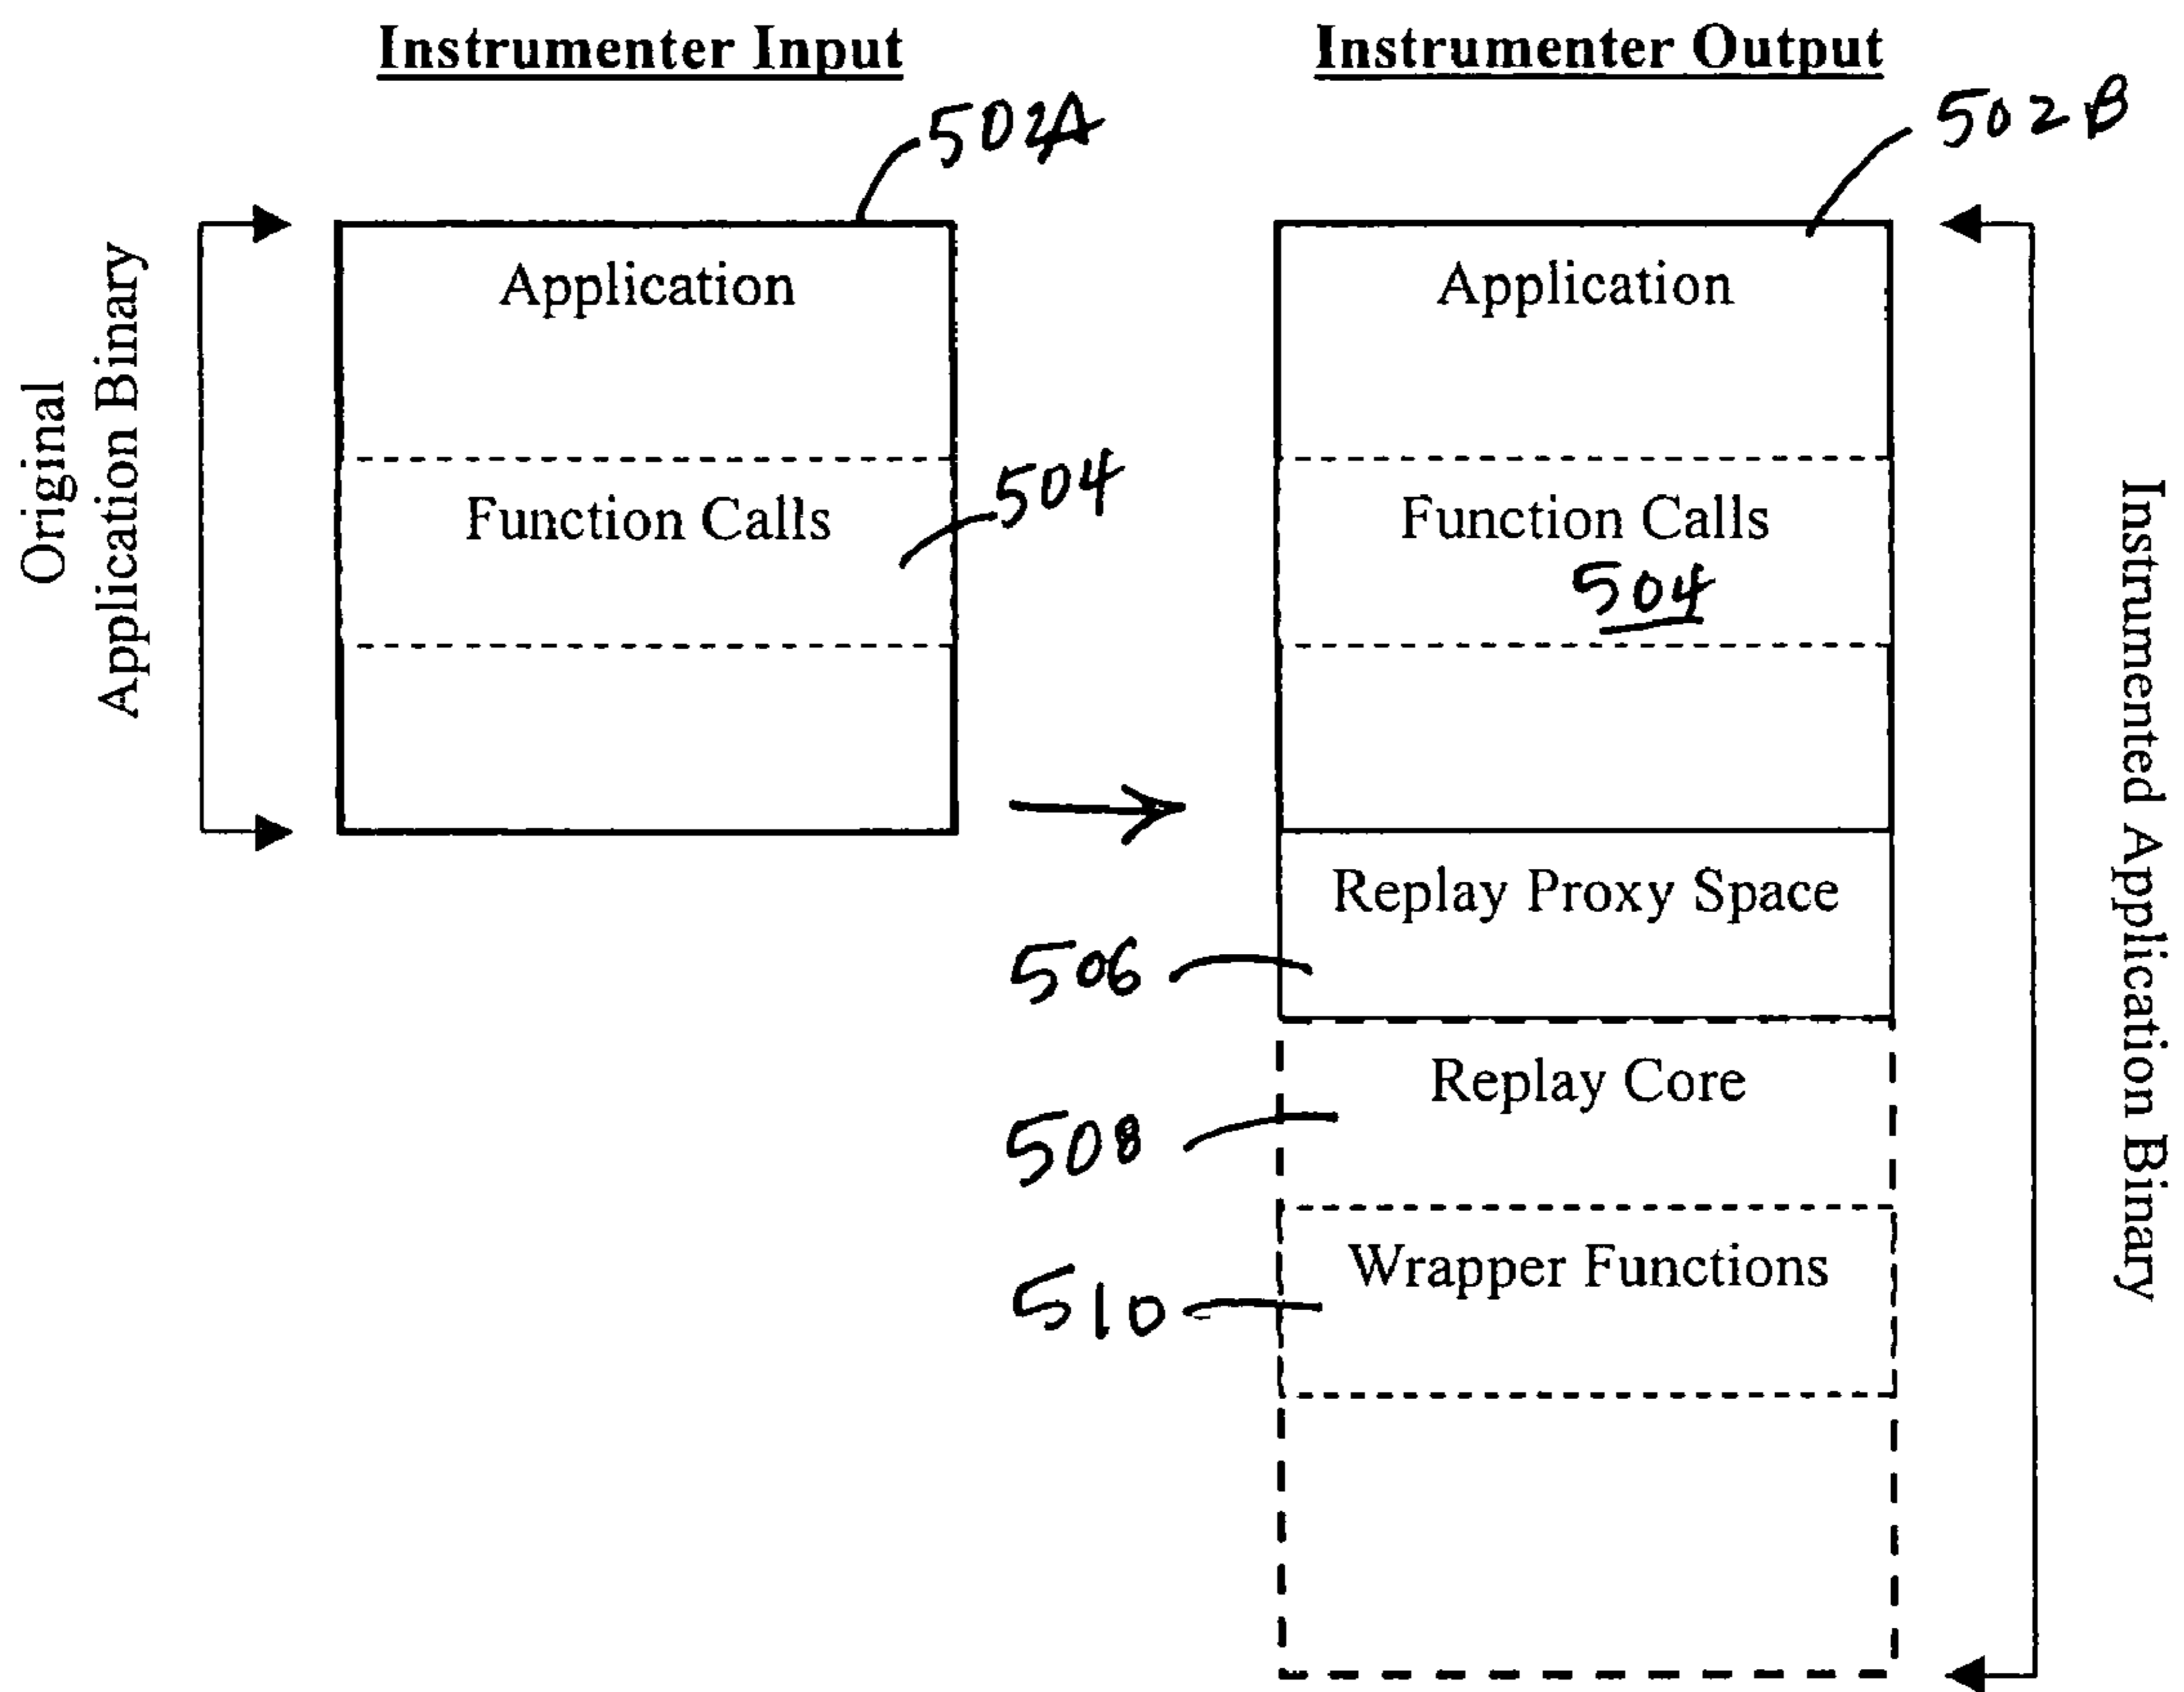 Instrumenter Input
Instrumenter Output
502A
502B
Original
Application Binary
Application
Function Calls
504
Application
Function Calls
504
Replay Proxy Space
506
Replay Core
508
Wrapper Functions
510
Instrumented Application Binary